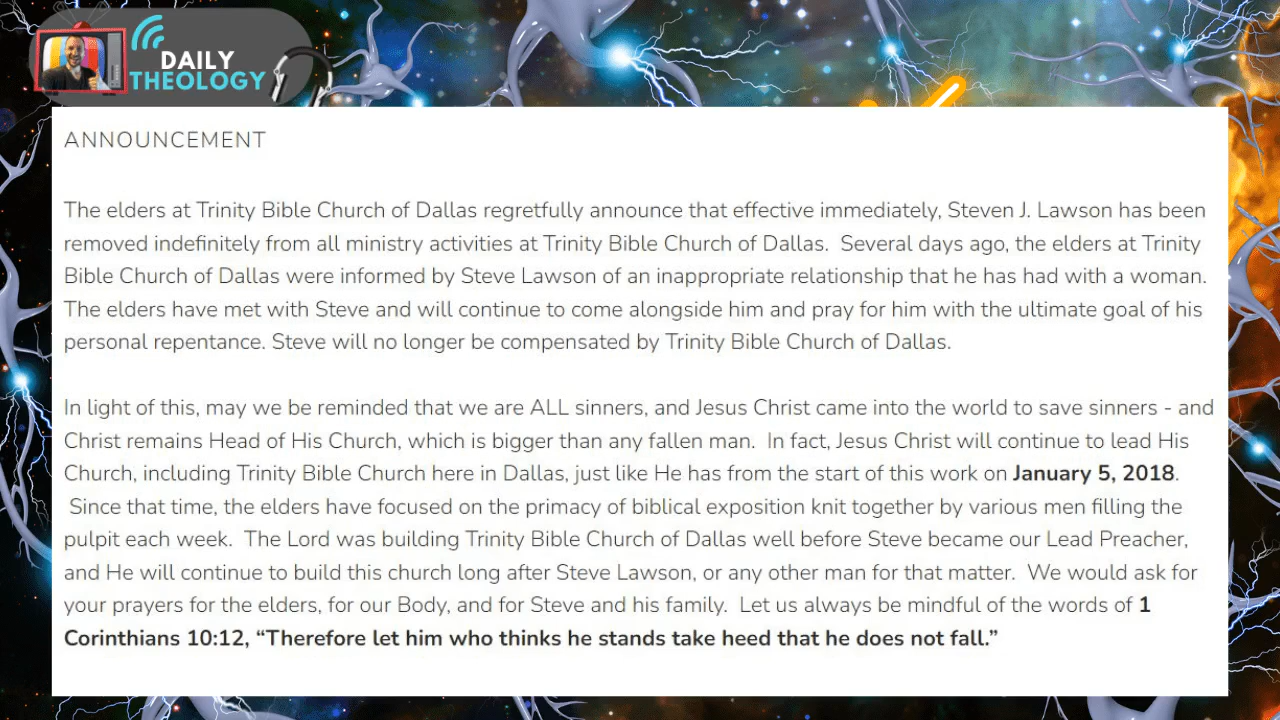 DAILY
THEOLOGY
ANNOUNCEMENT
The elders at Trinity Bible Church of Dallas regretfully announce that effective immediately, Steven J. Lawson has been
removed indefinitely from all ministry activities at Trinity Bible Church of Dallas.  Several days ago, the elders at Trinity
Bible Church of Dallas were informed by Steve Lawson of an inappropriate relationship that he has had with a woman.
The elders have met with Steve and will continue to come alongside him and pray for him with the ultimate goal of his
personal repentance. Steve will no longer be compensated by Trinity Bible Church of Dallas.
In light of this, may we be reminded that we are ALL sinners, and Jesus Christ came into the world to save sinners - and
Christ remains Head of His Church, which is bigger than any fallen man.  In fact, Jesus Christ will continue to lead His
Church, including Trinity Bible Church here in Dallas, just like He has from the start of this work on January 5, 2018.
Since that time, the elders have focused on the primacy of biblical exposition knit together by various men filling the
pulpit each week.  The Lord was building Trinity Bible Church of Dallas well before Steve became our Lead Preacher,
and He will continue to build this church long after Steve Lawson, or any other man for that matter.  We would ask for
your prayers for the elders, for our Body, and for Steve and his family.  Let us always be mindful of the words of 1
Corinthians 10:12, “Therefore let him who thinks he stands take heed that he does not fall.”